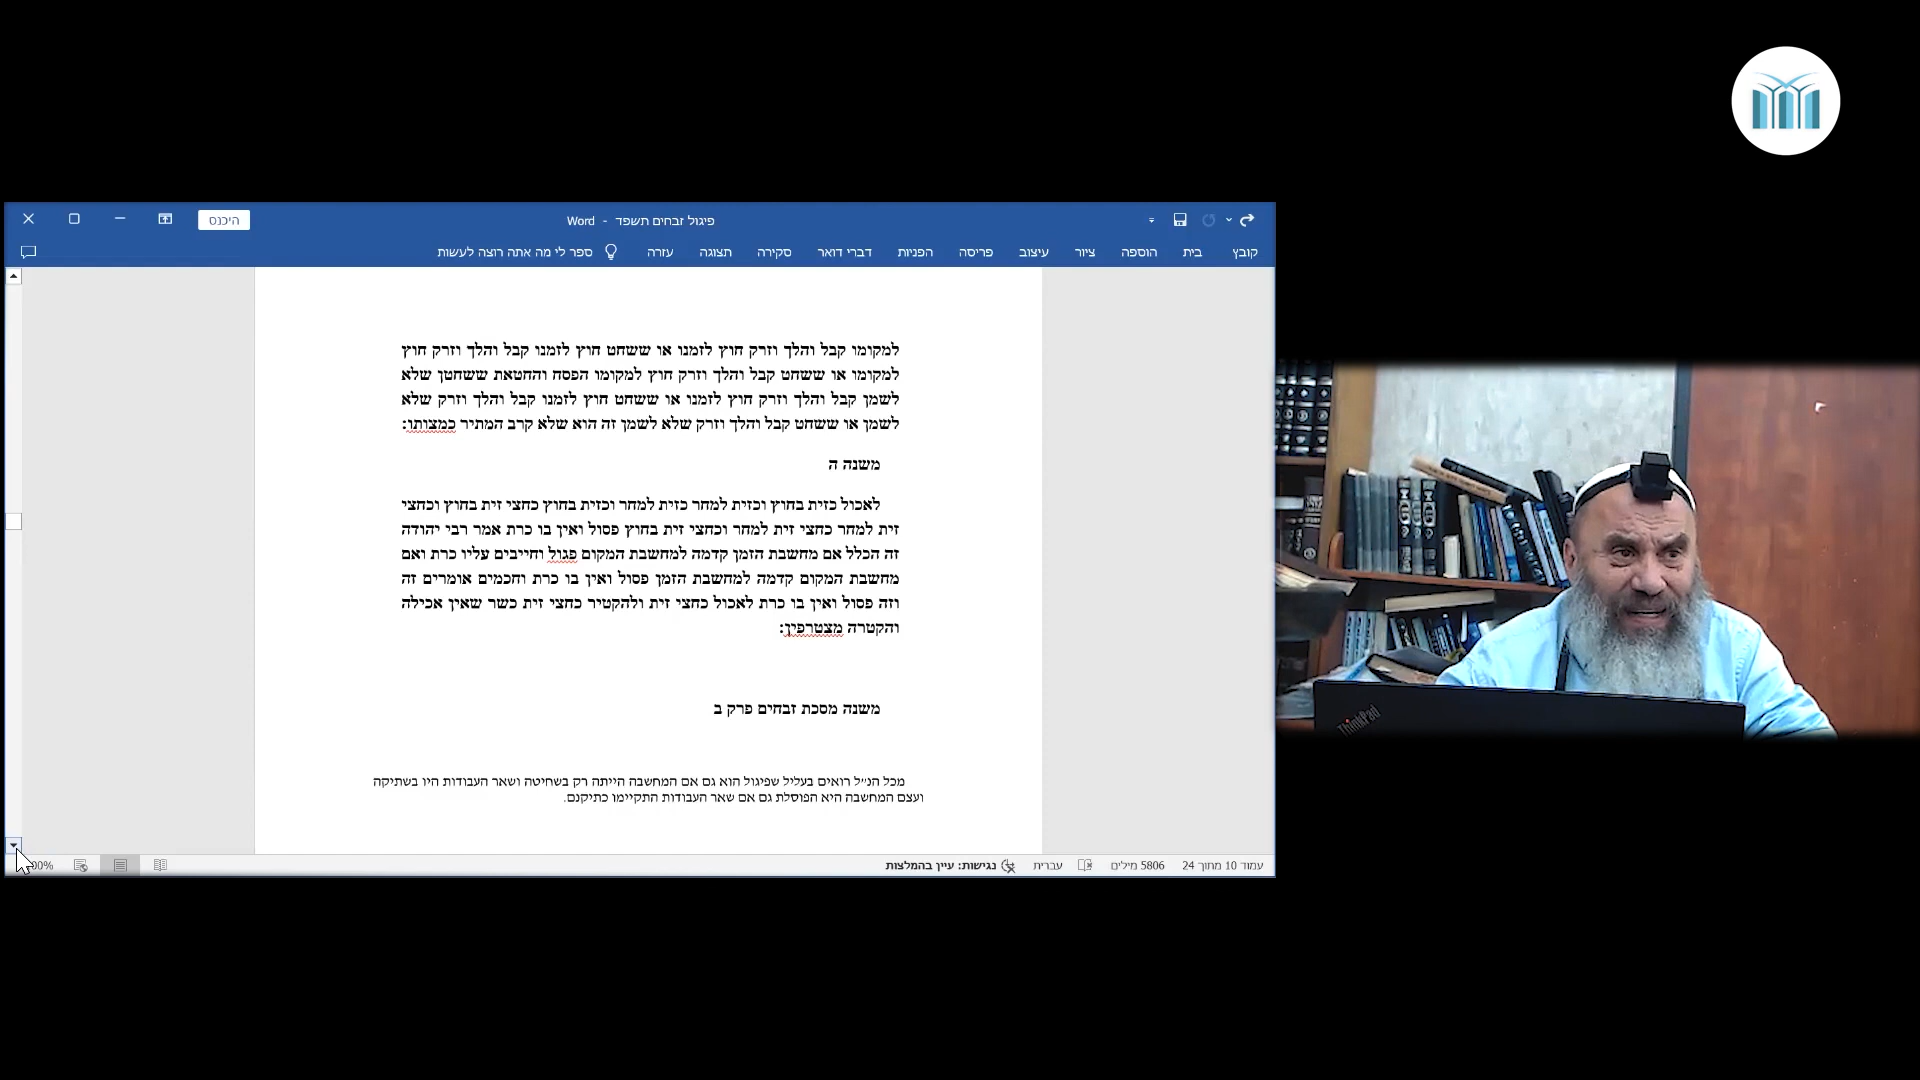 היכנס
פיגול זבחים תשפד - Word
קובץ בית הוספה ציור עיצוב פריסה הפניות דברי דואר סקירה תצוגה עזרה ספר לי מה אתה רוצה לעשות
למקומו קבל והלך וזרק חוץ לזמנו או ששחט חוץ לזמנו קבל והלך וזרק חוץ
למקומו או ששחט קבל והלך וזרק חוץ למקומו הפסח והחטאת ששחטן שלא
לשמן קבל והלך וזרק חוץ לזמנו או ששחט חוץ לזמנו קבל והלך וזרק שלא
לשמן או ששחט קבל והלך וזרק שלא לשמן זה הוא שלא קרב המתיר כמצותו:
משנה ה
לאכול כזית בחוץ וכזית למחר כזית למחר וכזית בחוץ כחצי זית בחוץ וכחצי
זית למחר כחצי זית למחר וכחצי זית בחוץ פסול ואין בו כרת אמר רבי יהודה
זה הכלל אם מחשבת הזמן קדמה למחשבת המקום פגול וחייבים עליו כרת ואם
מחשבת המקום קדמה למחשבת הזמן פסול ואין בו כרת וחכמים אומרים זה
וזה פסול ואין בו כרת לאכול כחצי זית ולהקטיר כחצי זית כשר שאין אכילה
והקטרה מצטרפין:
משנה מסכת זבחים פרק ב
מכל הנ״ל רואים בעליל שפיגול הוא גם אם המחשבה הייתה רק בשחיטה ושאר העבודות היו בשתיקה
ועצם המחשבה היא הפוסלת גם אם שאר העבודות התקיימו כתיקנם.
עמוד 10 מתוך 24 5806 מילים עברית נגישות: עיין בהמלצות
ThinkPad